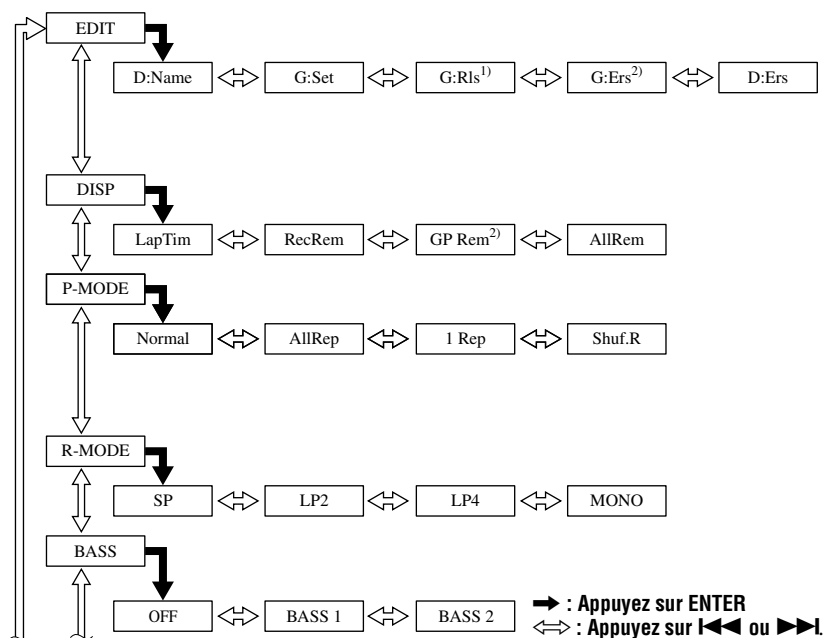 EDIT
D:Name G:Set G:Rls1) G:Ers2) D:Ers
DISP
LapTim RecRem GP Rem2) AllRem
P-MODE
Normal AllRep 1 Rep Shuf.R
R-MODE
SP LP2 LP4 MONO
BASS
OFF BASS 1 BASS 2
: Appuyez sur ENTER
: Appuyez sur ou .